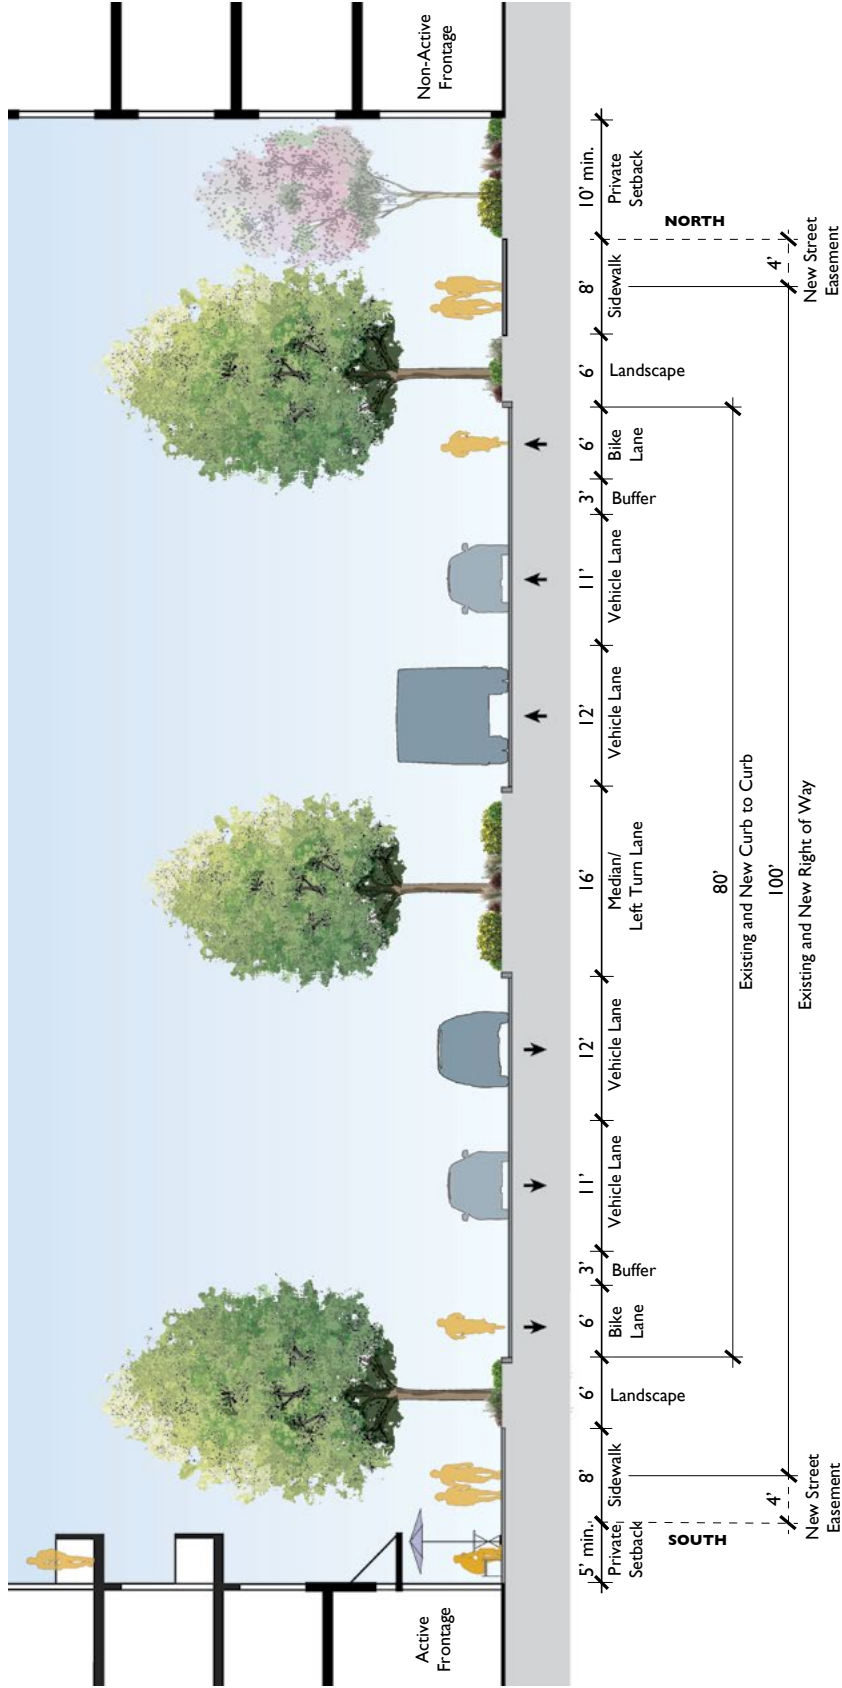 Active
Frontage
Non-Active
Frontage
5' min.
8'
6'
6'
3'
11'
12'
16'
12'
11'
3'
6'
6'
8'
10' min.
Private
Setback
Sidewalk
Landscape
Bike
Lane
Buffer
Vehicle Lane
Vehicle Lane
Median/
Left Turn Lane
Vehicle Lane
Vehicle Lane
Buffer
Bike
Lane
Landscape
Sidewalk
Private
Setback
SOUTH
NORTH
80'
Existing and New Curb to Curb
4'
100'
4'
New Street
Easement
Existing and New Right of Way
New Street
Easement